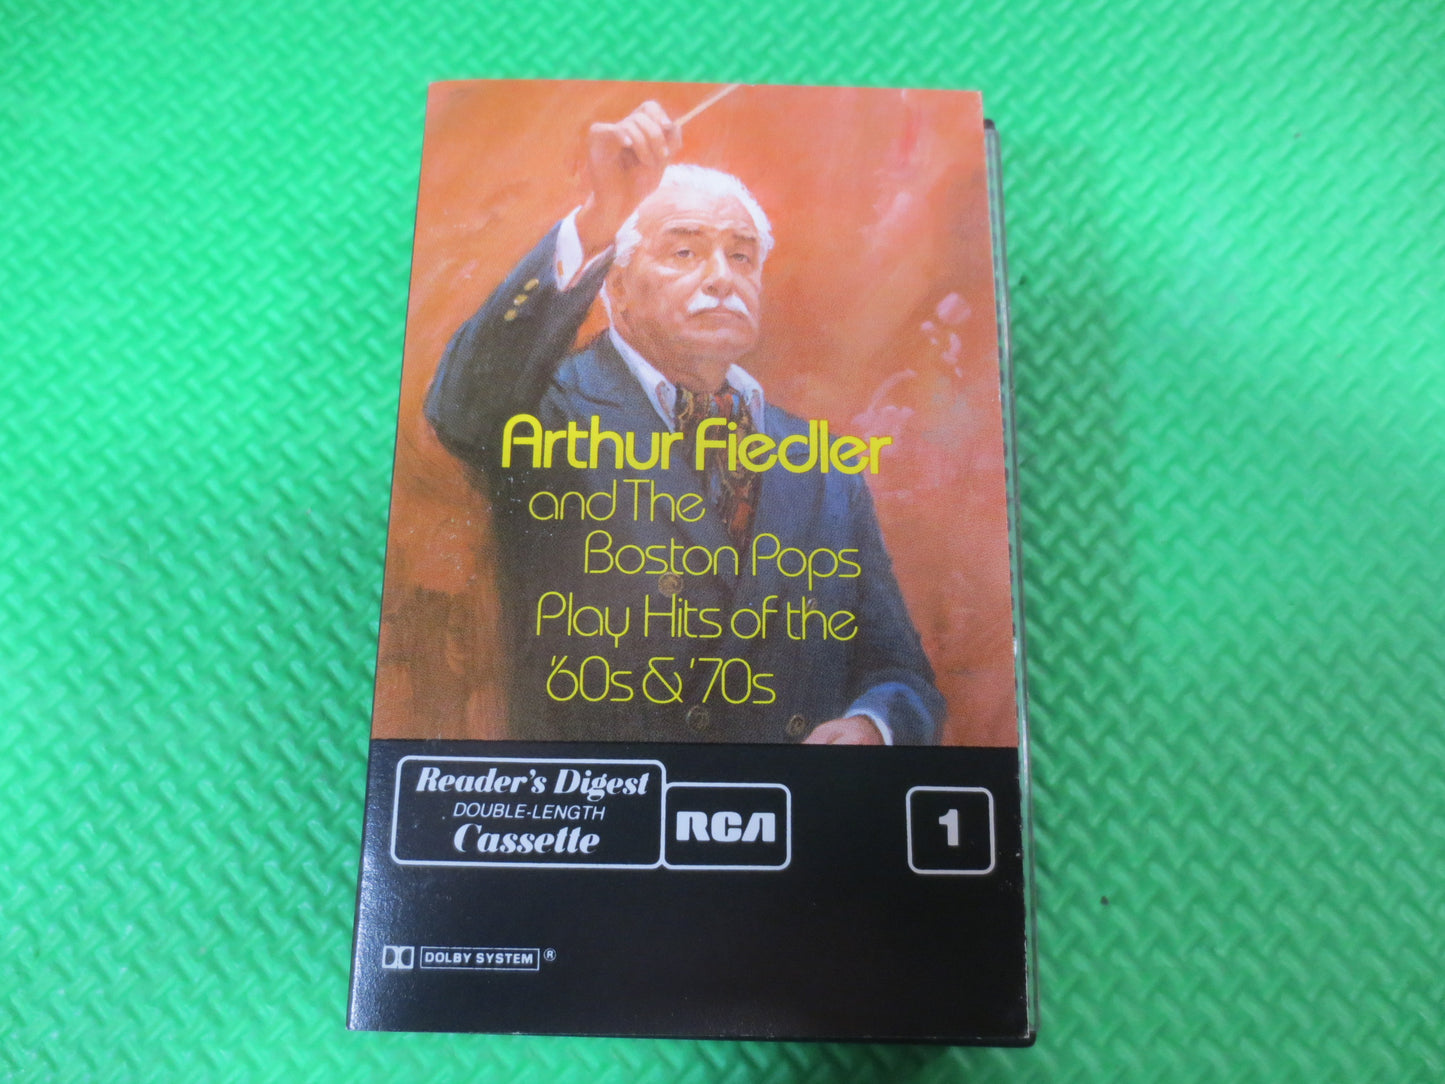 Arthur Fiedler
and The
Boston Pops
Play Hits of the
'60s & '70s
Reader's Digest
DOUBLE-LENGTH
Cassette
RCA
1
DOLBY SYSTEM ®